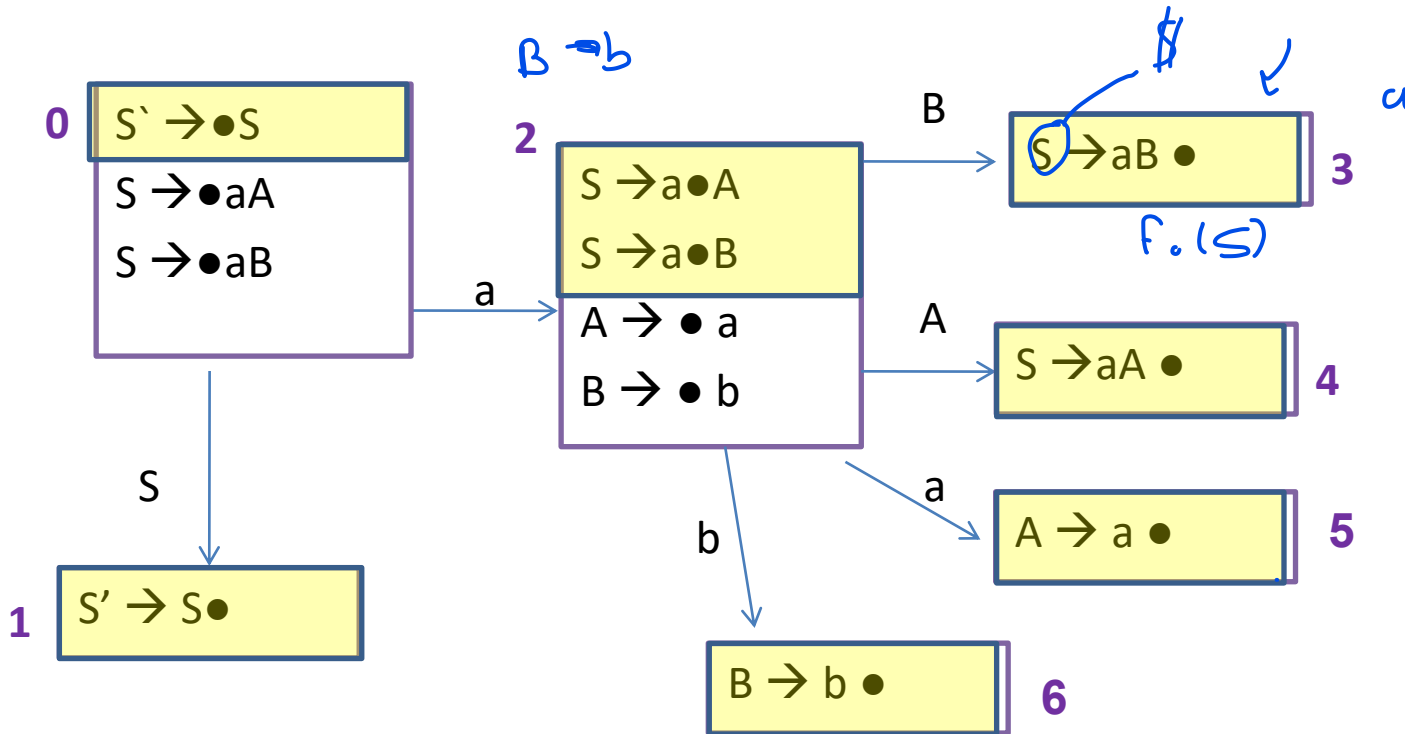 B → b
$
0
S` → ●S
S → ●aA
S → ●aB
a
S
1
S' → S●
2
S → a●A
S → a●B
A → ● a
B → ● b
B
S → aB ●
3
F.(S)
A
S → aA ●
4
a
A → a ●
5
b
B → b ●
6